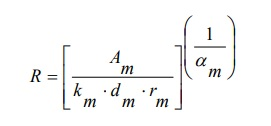 R = [ A_m / (k_m · d_m · r_m) ]^(1 / α_m)